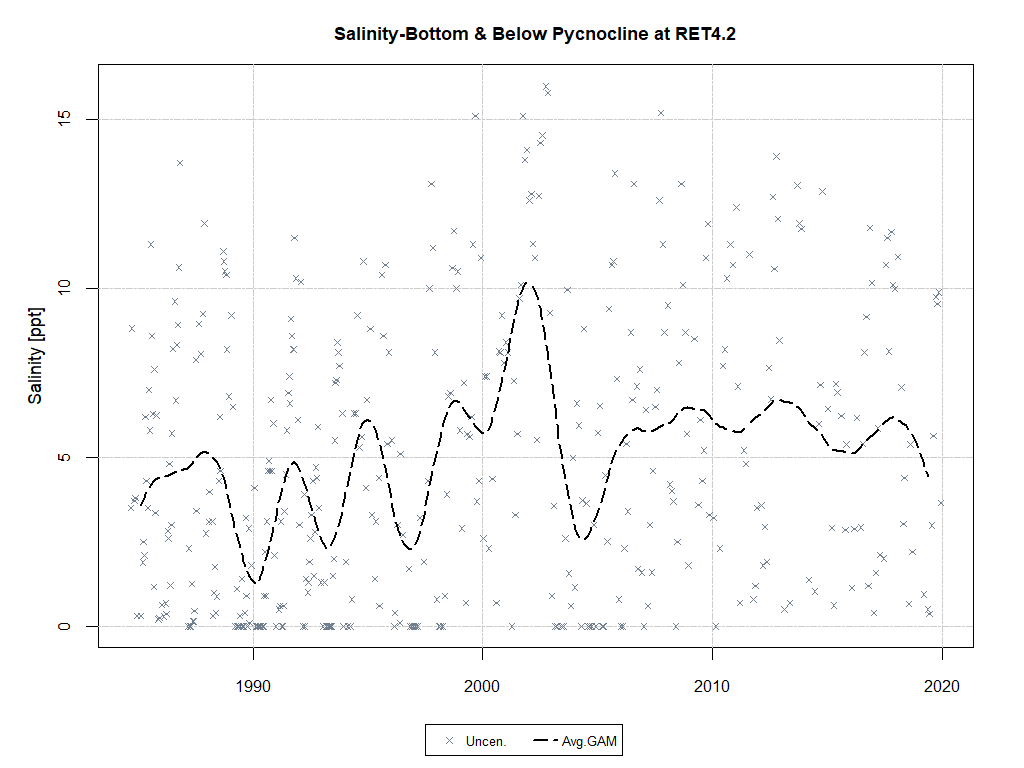 Salinity-Bottom & Below Pycnocline at RET4.2
Salinity [ppt]
15
10
5
0
1990
2000
2010
2020
Uncen.
Avg.GAM